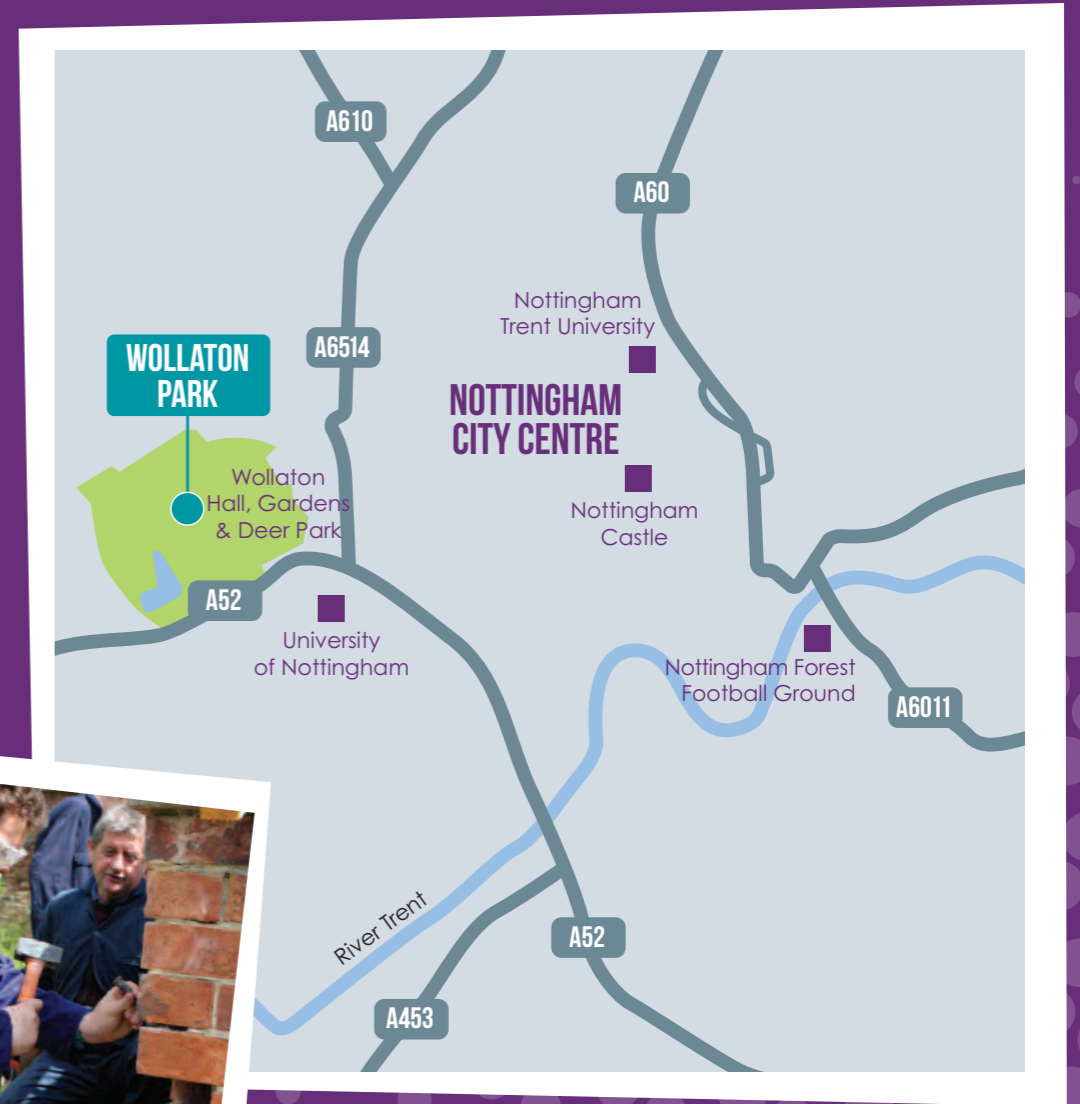 A610
A60
Nottingham
Trent University
A6514
WOLLATON
PARK
NOTTINGHAM
CITY CENTRE
Wollaton
Hall, Gardens
& Deer Park
Nottingham
Castle
A52
University
of Nottingham
Nottingham Forest
Football Ground
A6011
River Trent
A52
A453